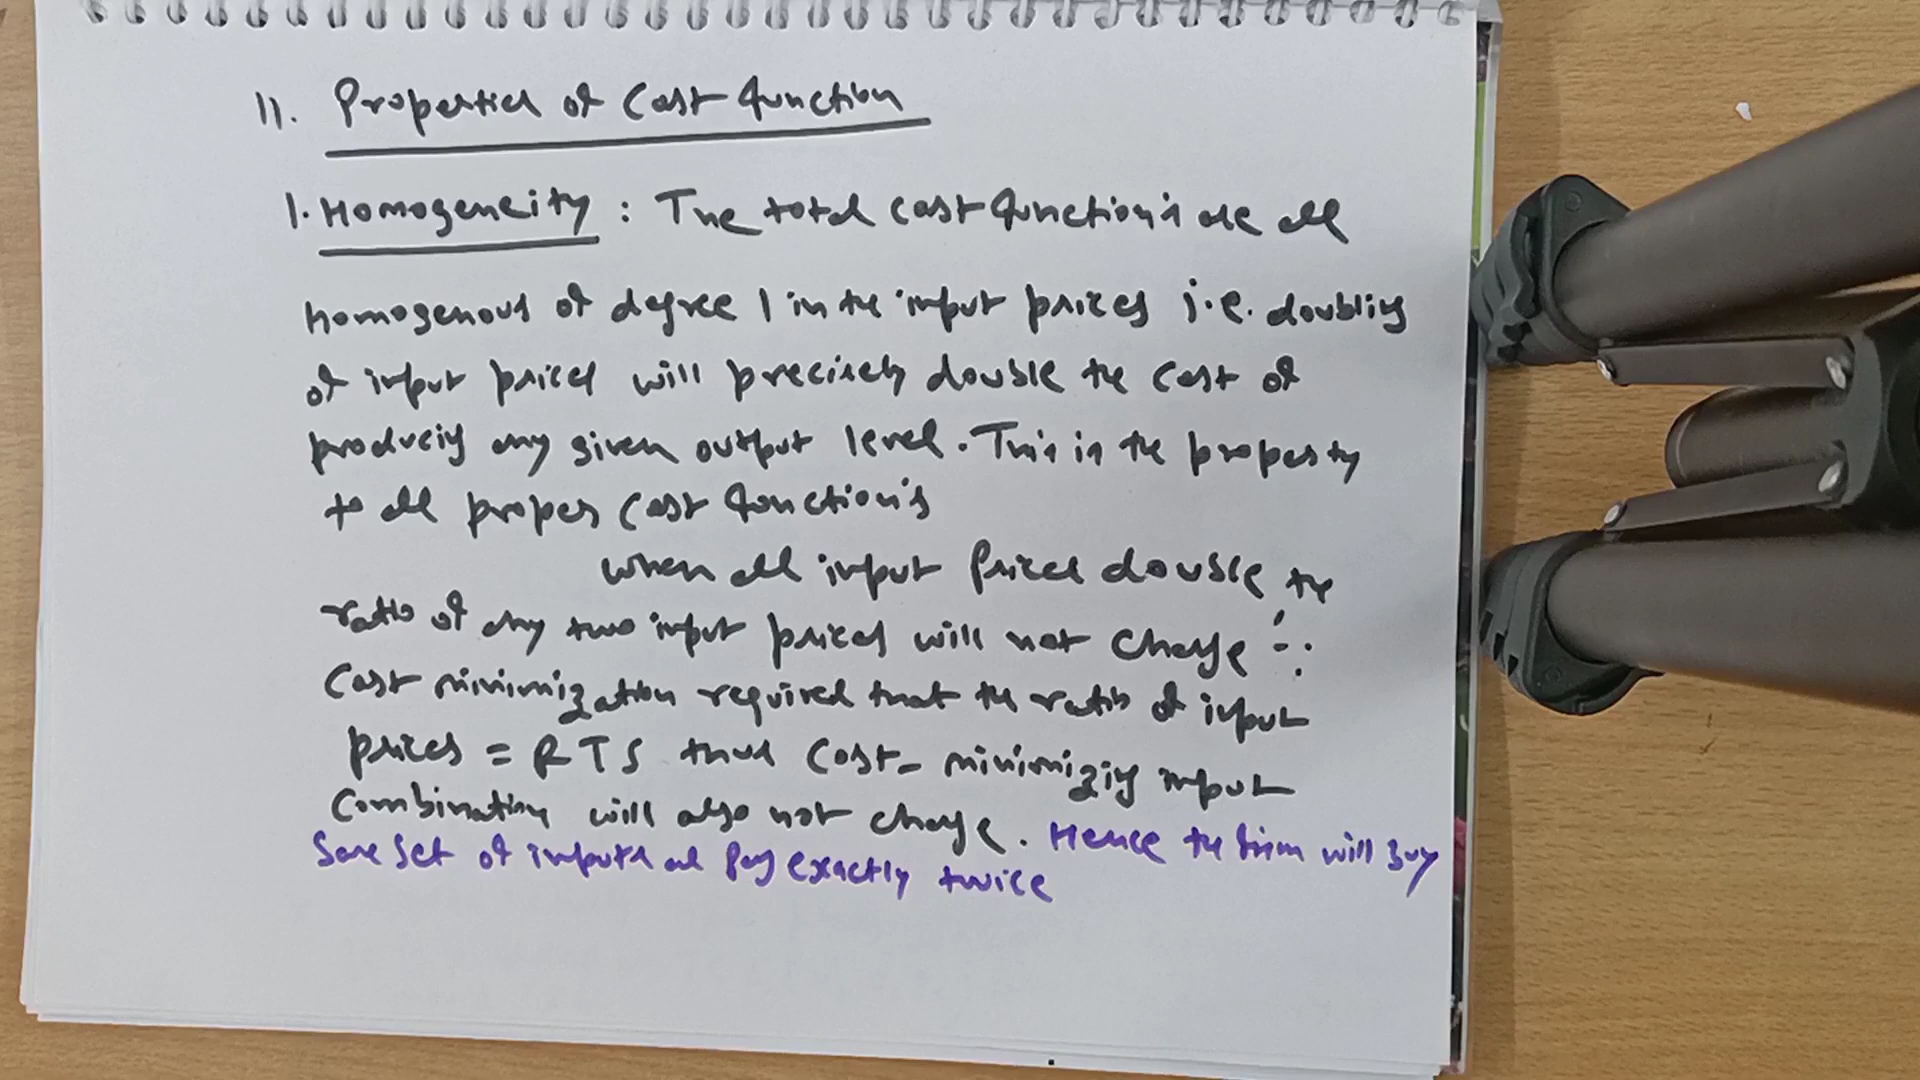 11. Properties of Cost function
1. Homogeneity : The total cost function's are all
homogenous of degree 1 in the input prices i.e. doubling
of input prices will precisely double the cost of
producing any given output level. This is the property
to all proper cost function's
when all input prices double the
ratio of any two input prices will not change ∵
Cost minimization required that the ratio of input
prices = RTS thus cost-minimizing input
Combination will also not change. Hence the firm will buy
Same set of inputs and pay exactly twice